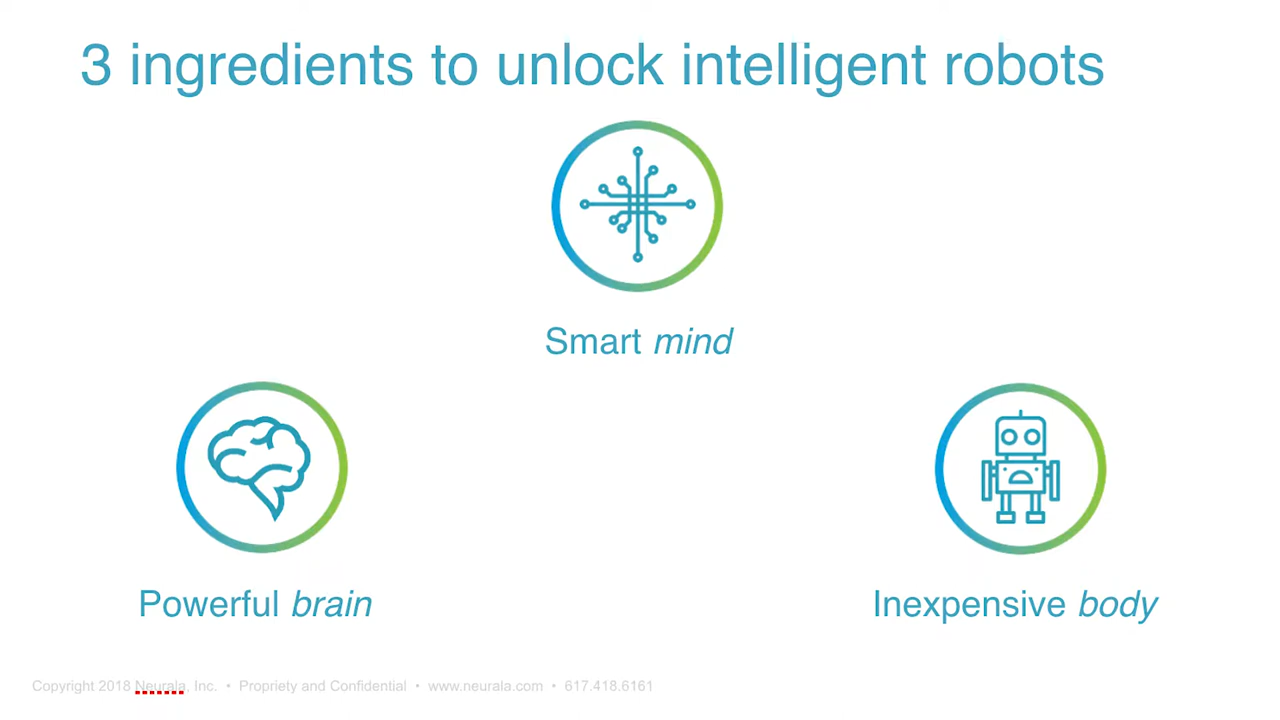 3 ingredients to unlock intelligent robots
Smart mind
Powerful brain
Inexpensive body
Copyright 2018 Neurala, Inc. • Propriety and Confidential • www.neurala.com • 617.418.6161